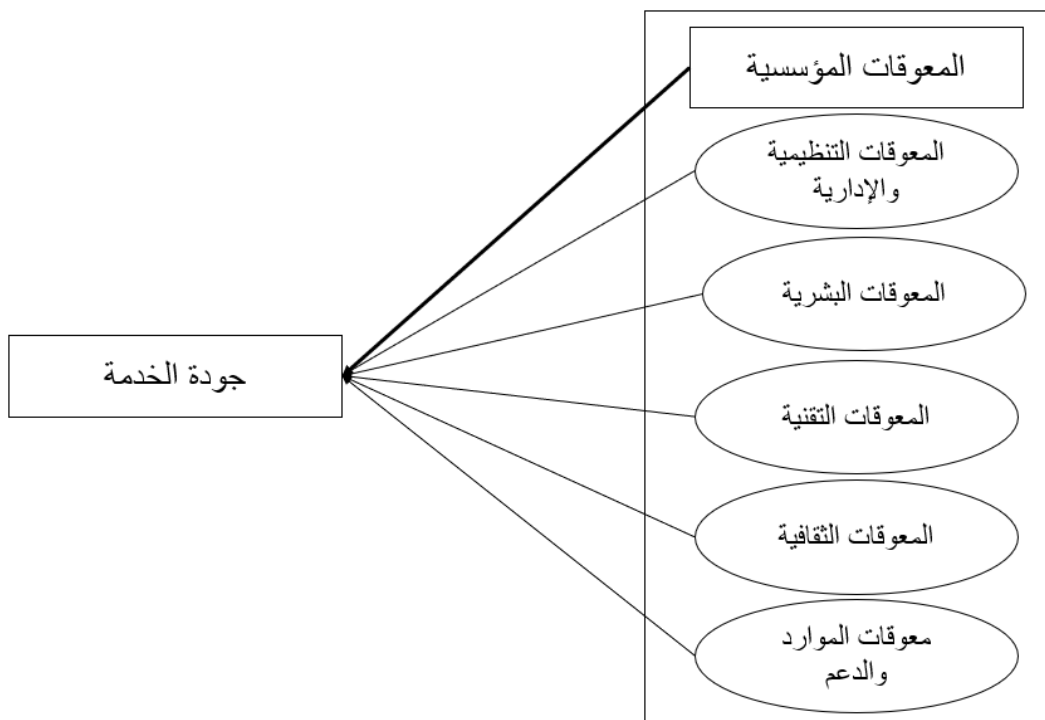 المعوقات المؤسسية
المعوقات التنظيمية
والإدارية
المعوقات البشرية
المعوقات التقنية
المعوقات الثقافية
معوقات الموارد
والدعم
جودة الخدمة